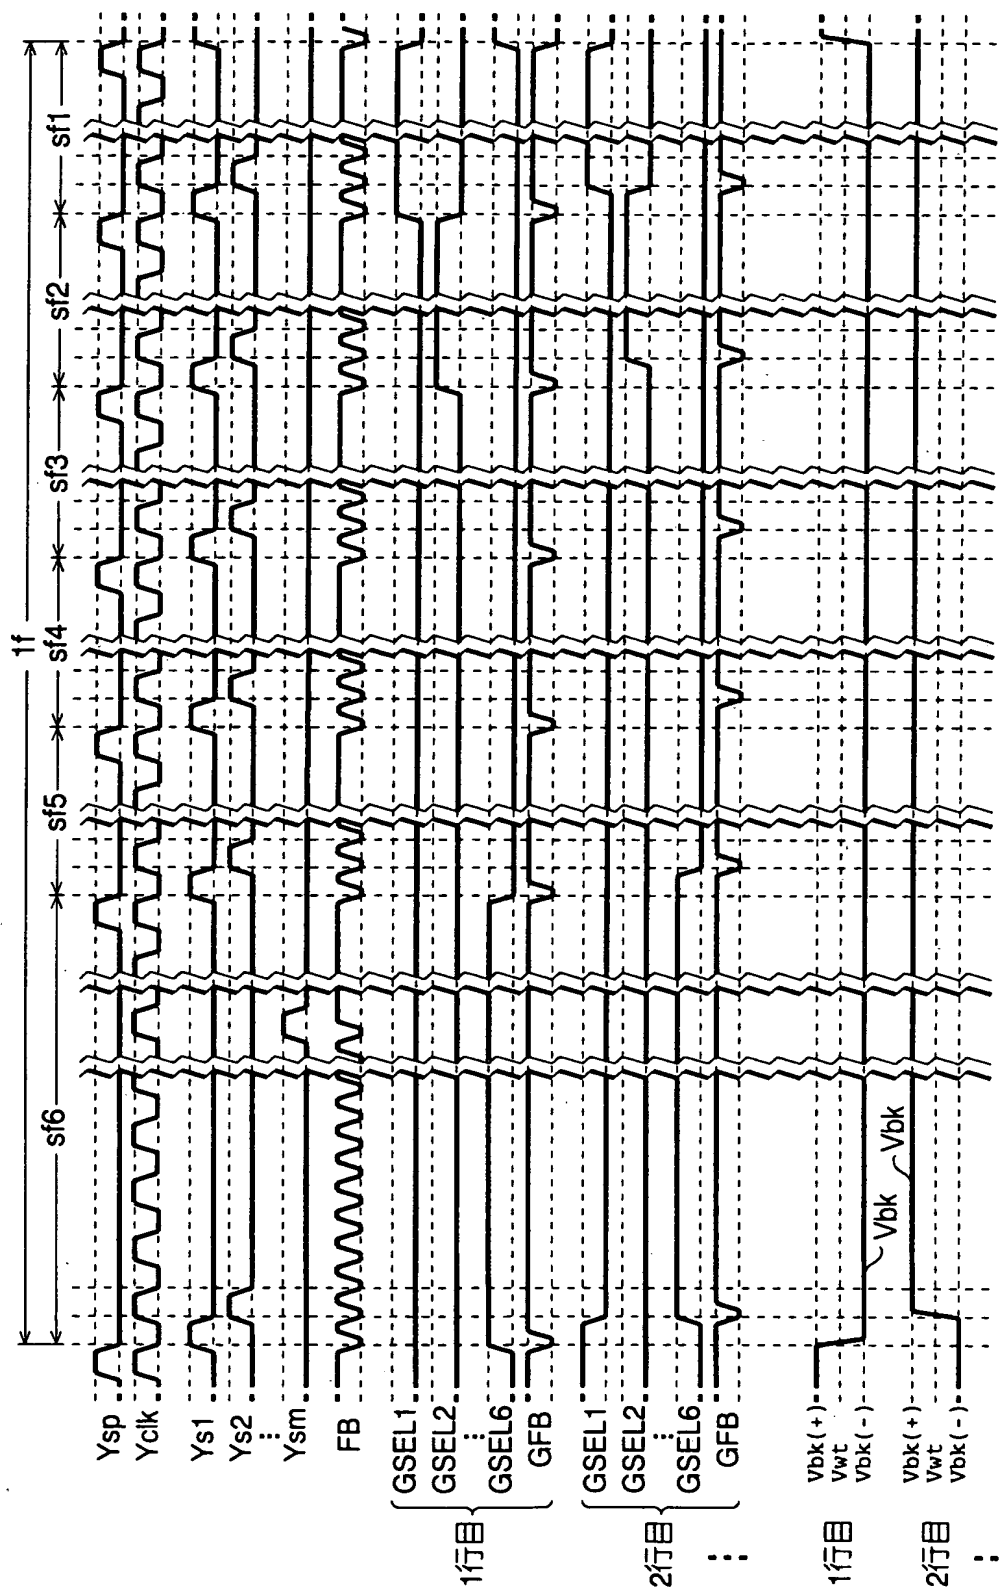 1f
sf6 sf5 sf4 sf3 sf2 sf1
Ysp
Yclk
Ys1
Ys2
⋮
Ysm
FB
1行目
GSEL1
GSEL2
⋮
GSEL6
GFB
2行目
GSEL1
GSEL2
⋮
GSEL6
GFB
⋮
1行目
Vbk(+)
Vwt
Vbk(-)
Vbk
2行目
Vbk(+)
Vwt
Vbk(-)
Vbk
⋮